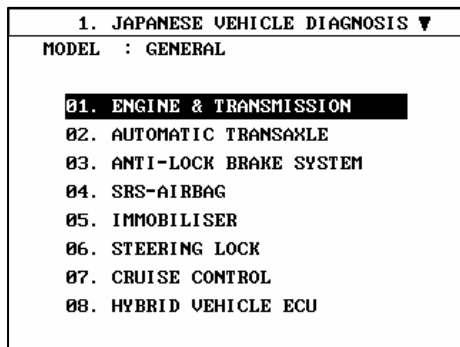 1. JAPANESE VEHICLE DIAGNOSIS ▼
MODEL : GENERAL
01. ENGINE & TRANSMISSION
02. AUTOMATIC TRANSAXLE
03. ANTI-LOCK BRAKE SYSTEM
04. SRS-AIRBAG
05. IMMOBILISER
06. STEERING LOCK
07. CRUISE CONTROL
08. HYBRID VEHICLE ECU